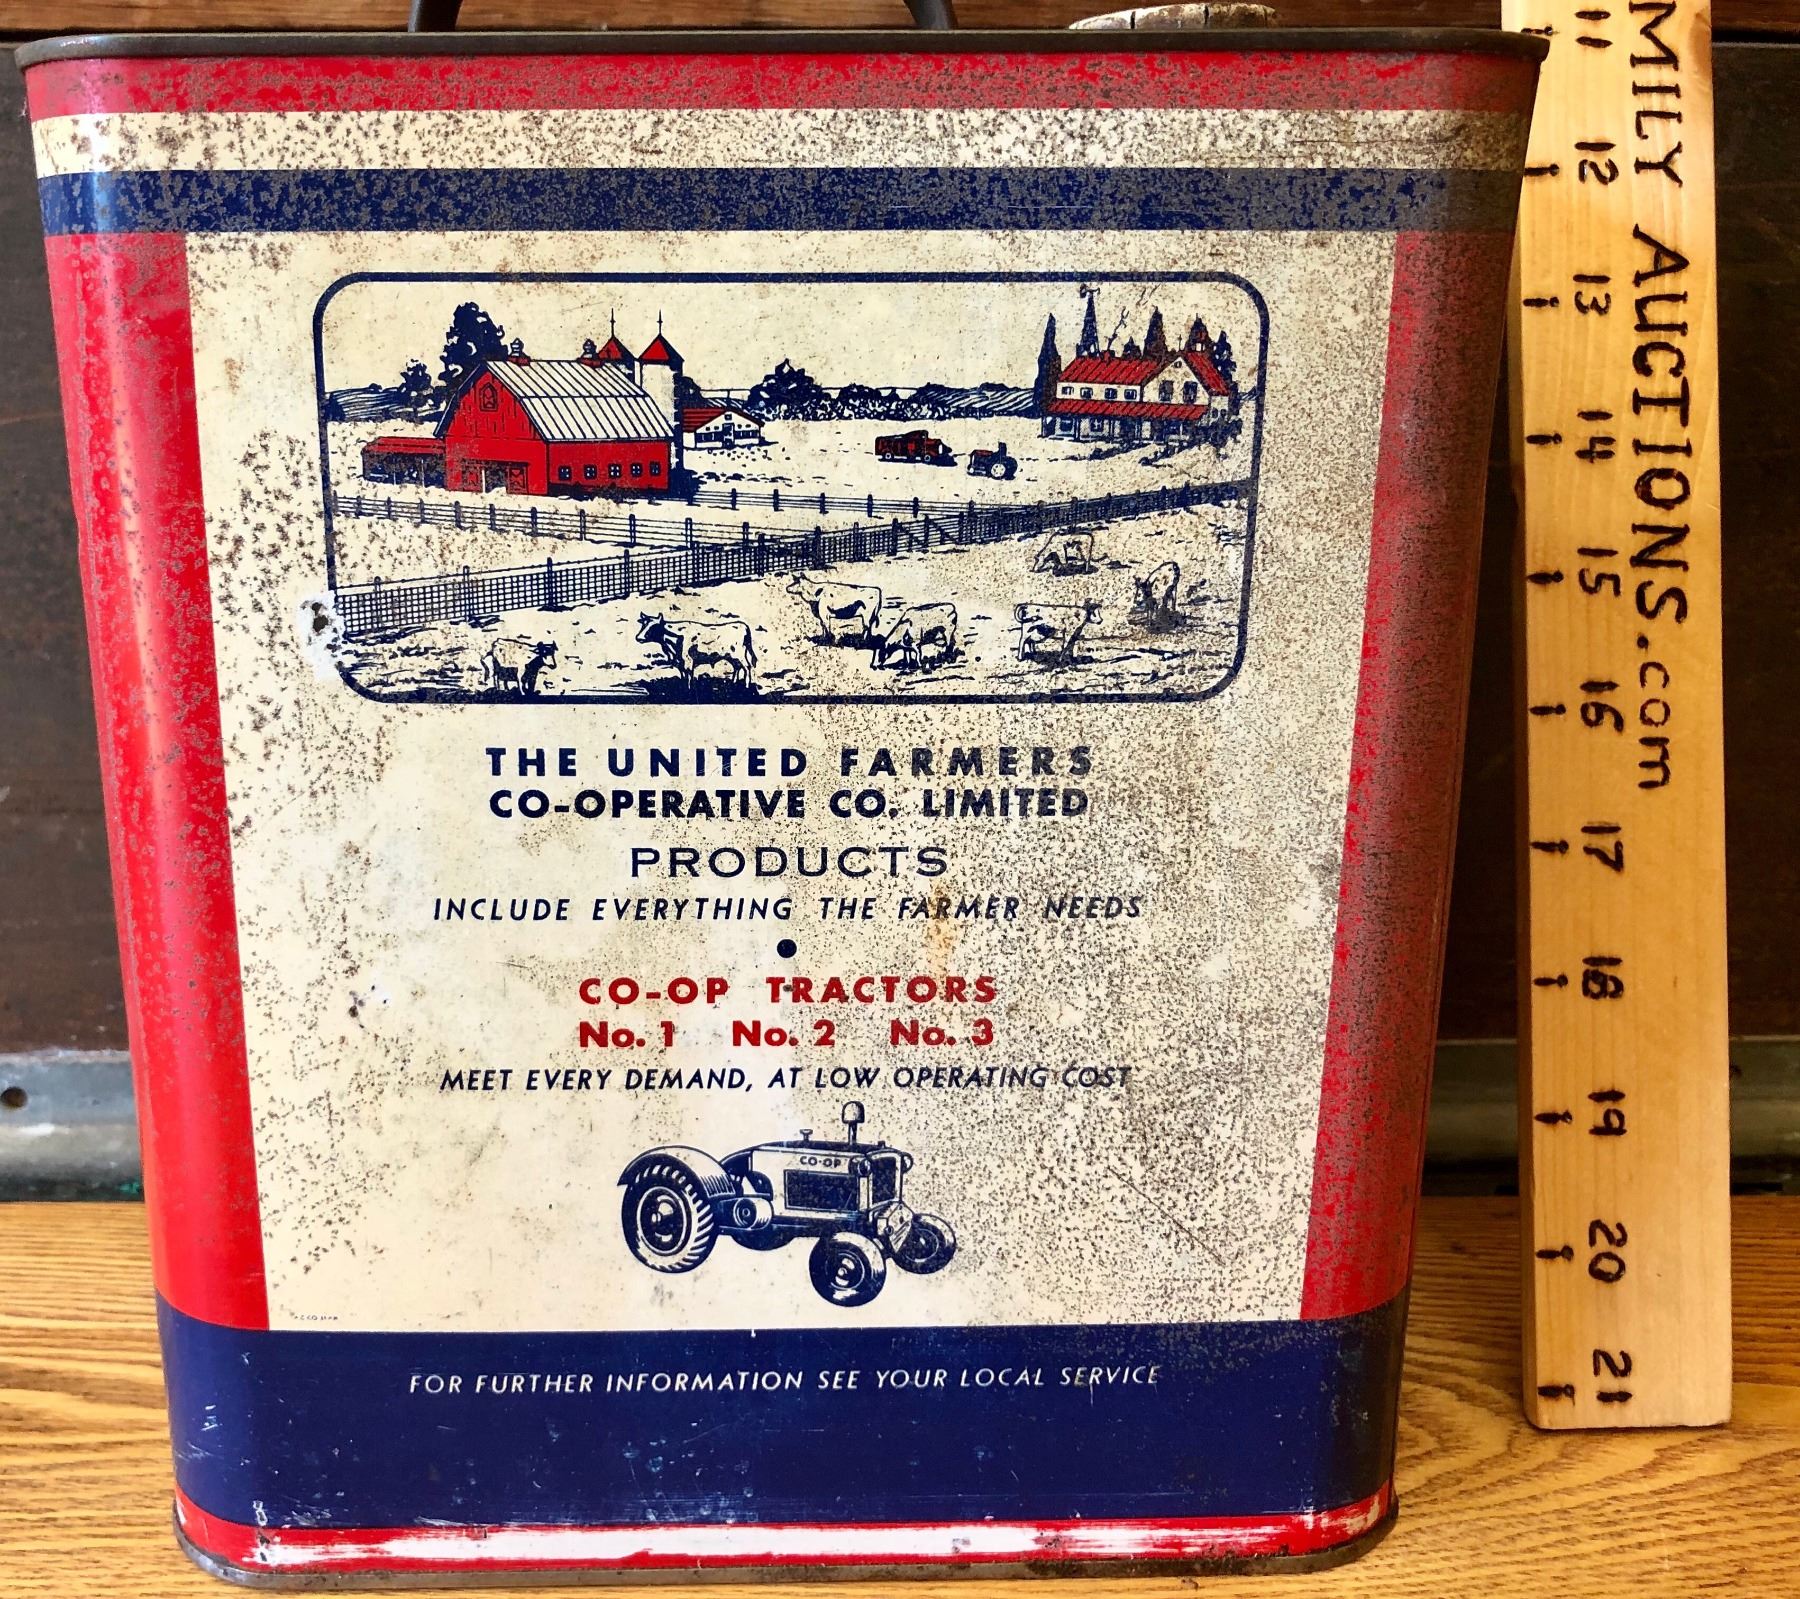 THE UNITED FARMERS
CO-OPERATIVE CO. LIMITED
PRODUCTS
INCLUDE EVERYTHING THE FARMER NEEDS
CO-OP TRACTORS
No. 1 No. 2 No. 3
MEET EVERY DEMAND, AT LOW OPERATING COST
CO-OP
FOR FURTHER INFORMATION SEE YOUR LOCAL SERVICE
MILY AUCTIONS.com
11
12
13
14
15
16
17
18
19
20
21